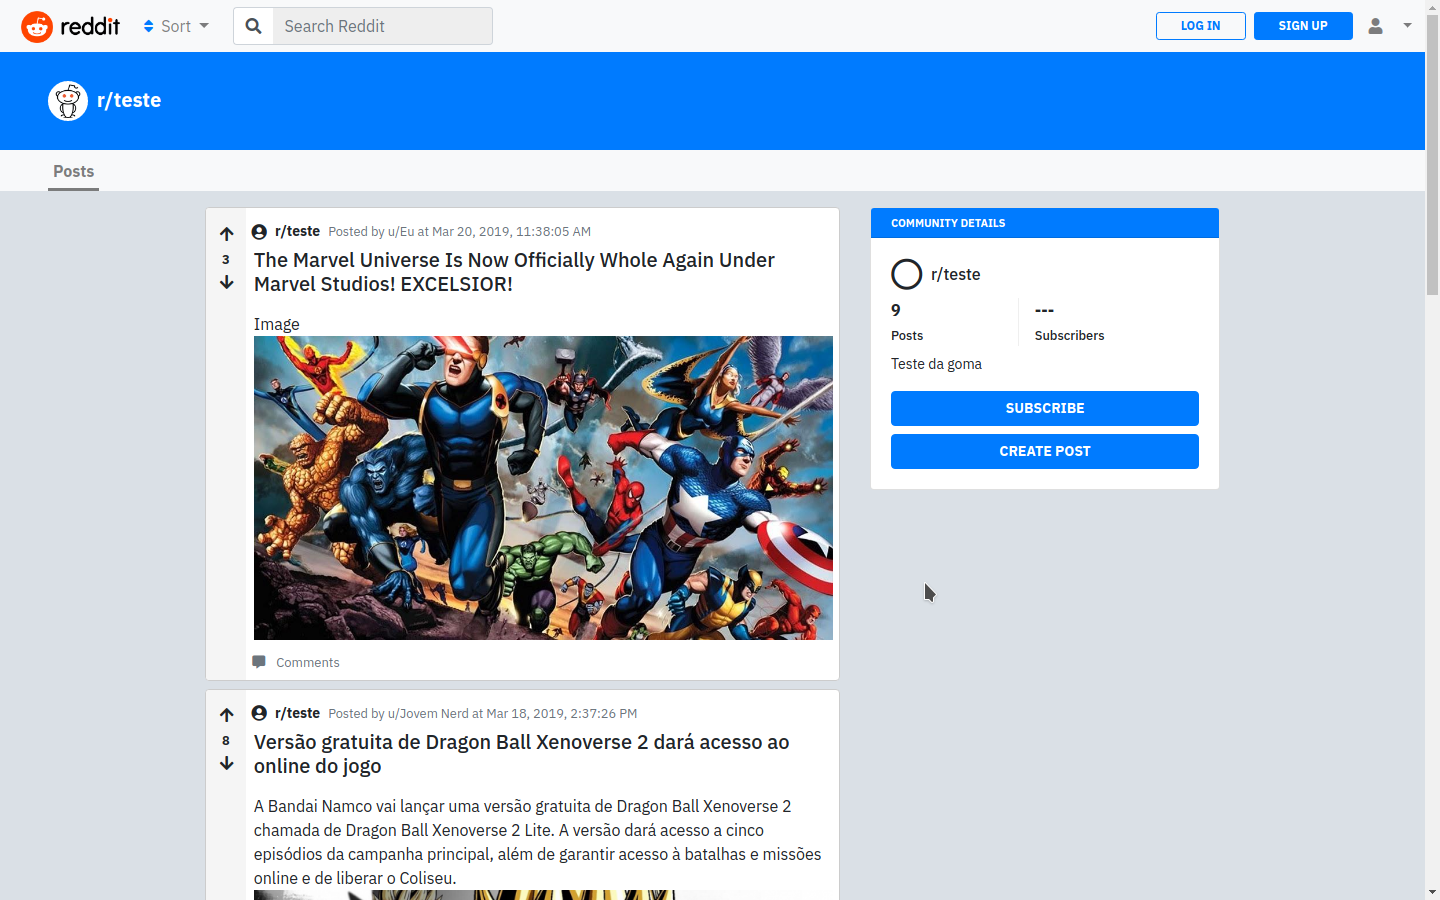 reddit
Sort
Search Reddit
LOG IN
SIGN UP
r/teste
Posts
r/teste Posted by u/Eu at Mar 20, 2019, 11:38:05 AM
3
The Marvel Universe Is Now Officially Whole Again Under
Marvel Studios! EXCELSIOR!
Image
Comments
r/teste Posted by u/Jovem Nerd at Mar 18, 2019, 2:37:26 PM
8
Versão gratuita de Dragon Ball Xenoverse 2 dará acesso ao
online do jogo
A Bandai Namco vai lançar uma versão gratuita de Dragon Ball Xenoverse 2
chamada de Dragon Ball Xenoverse 2 Lite. A versão dará acesso a cinco
episódios da campanha principal, além de garantir acesso à batalhas e missões
online e de liberar o Coliseu.
COMMUNITY DETAILS
r/teste
9
Posts
---
Subscribers
Teste da goma
SUBSCRIBE
CREATE POST